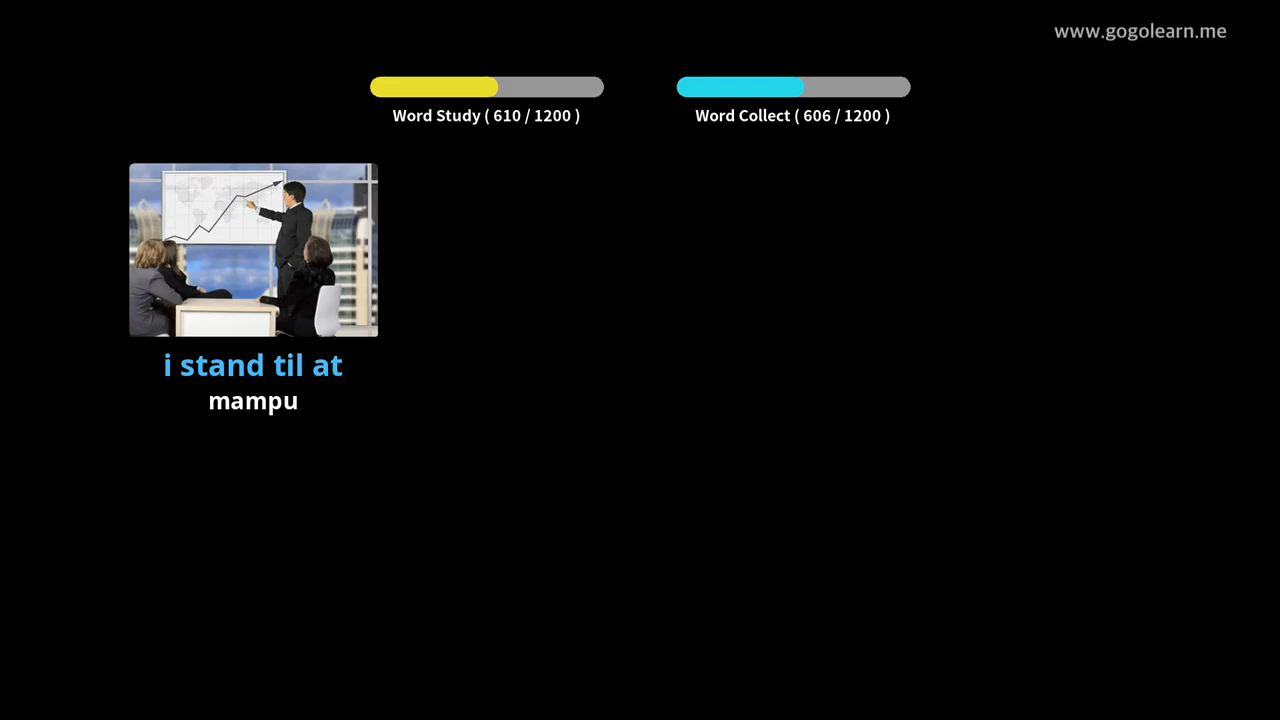 www.gogolearn.me
Word Study ( 610 / 1200 )
Word Collect ( 606 / 1200 )
i stand til at
mampu